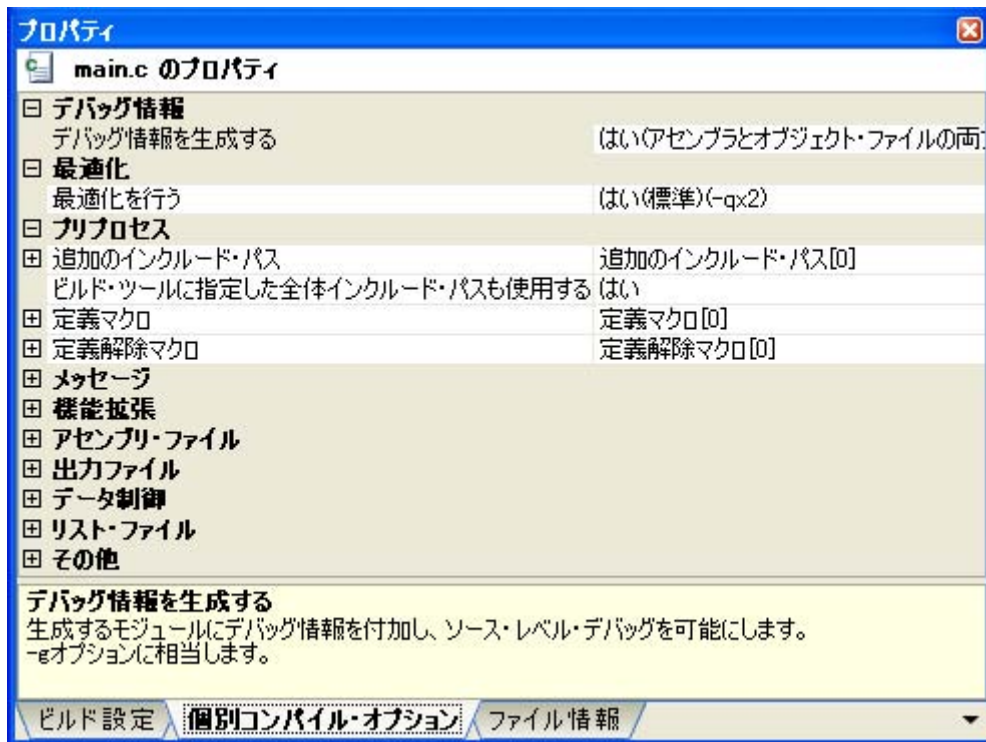 プロパティ
main.c のプロパティ
デバッグ情報
デバッグ情報を生成する はい(アセンブラとオブジェクト・ファイルの両
最適化
最適化を行う はい(標準)(-qx2)
プリプロセス
追加のインクルード・パス 追加のインクルード・パス[0]
ビルド・ツールに指定した全体インクルード・パスも使用する はい
定義マクロ 定義マクロ[0]
定義解除マクロ 定義解除マクロ[0]
メッセージ
機能拡張
アセンブリ・ファイル
出力ファイル
データ制御
リスト・ファイル
その他
デバッグ情報を生成する
生成するモジュールにデバッグ情報を付加し、ソース・レベル・デバッグを可能にします。
-gオプションに相当します。
ビルド設定 個別コンパイル・オプション ファイル情報